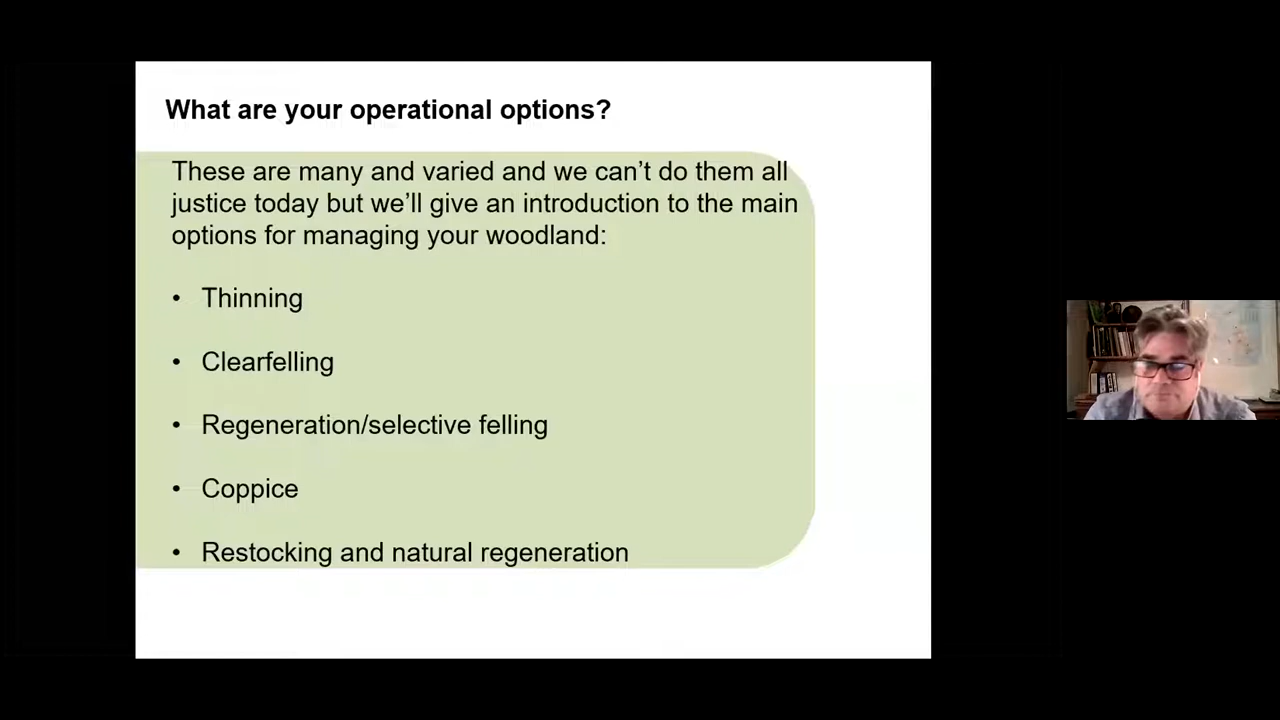 What are your operational options?
These are many and varied and we can’t do them all
justice today but we’ll give an introduction to the main
options for managing your woodland:
• Thinning
• Clearfelling
• Regeneration/selective felling
• Coppice
• Restocking and natural regeneration